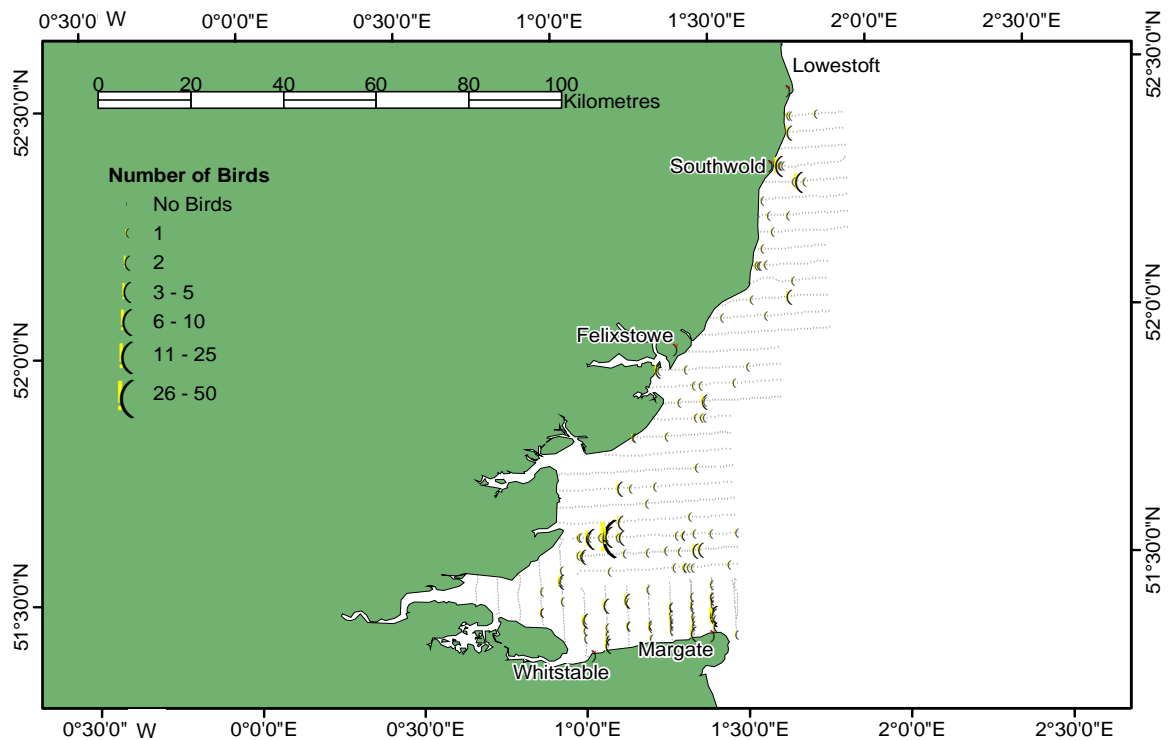 0°30'0 W 0°0'0"E 0°30'0"E 1°0'0"E 1°30'0"E 2°0'0"E 2°30'0"E
52°30'0"N
Lowestoft
0 20 40 60 80 100
Kilometres
52°30'0"N
Southwold
Number of Birds
No Birds
1
2
3 - 5
6 - 10
11 - 25
26 - 50
52°0'0"N
Felixstowe
52°0'0"N
51°30'0"N
51°30'0"N
Margate
Whitstable
0°30'0" W 0°0'0"E 0°30'0"E 1°0'0"E 1°30'0"E 2°0'0"E 2°30'0"E